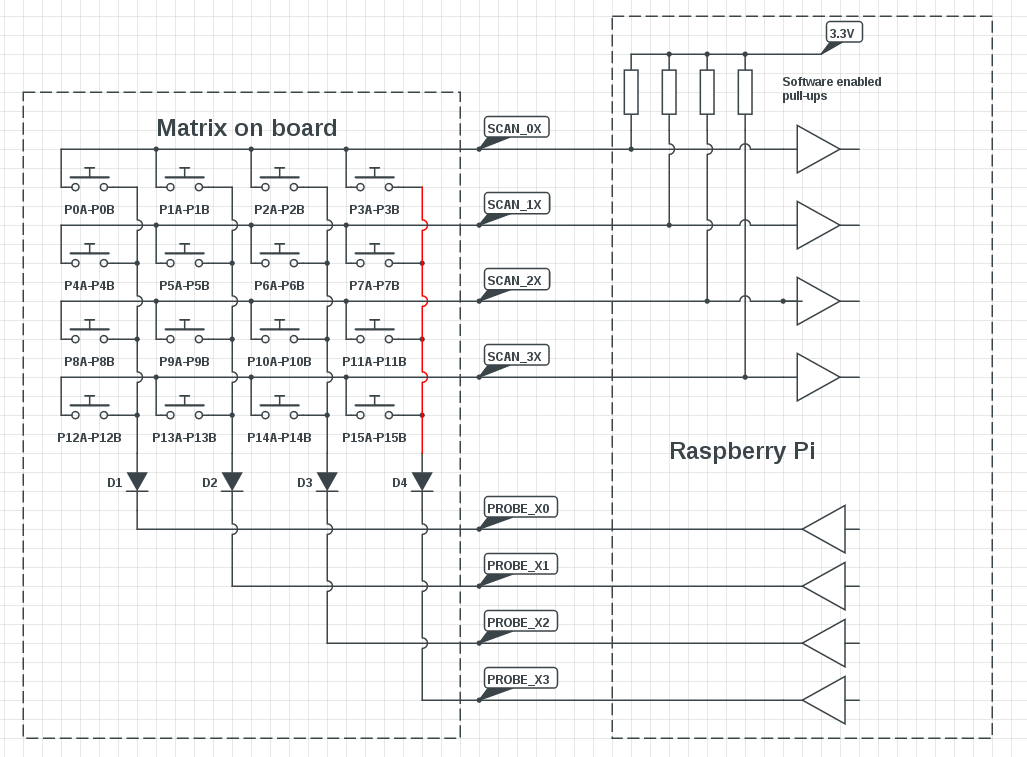 3.3V
Software enabled
pull-ups
Matrix on board
SCAN_0X
P0A-P0B P1A-P1B P2A-P2B P3A-P3B
SCAN_1X
P4A-P4B P5A-P5B P6A-P6B P7A-P7B
SCAN_2X
P8A-P8B P9A-P9B P10A-P10B P11A-P11B
SCAN_3X
P12A-P12B P13A-P13B P14A-P14B P15A-P15B
Raspberry Pi
D1 D2 D3 D4
PROBE_X0
PROBE_X1
PROBE_X2
PROBE_X3